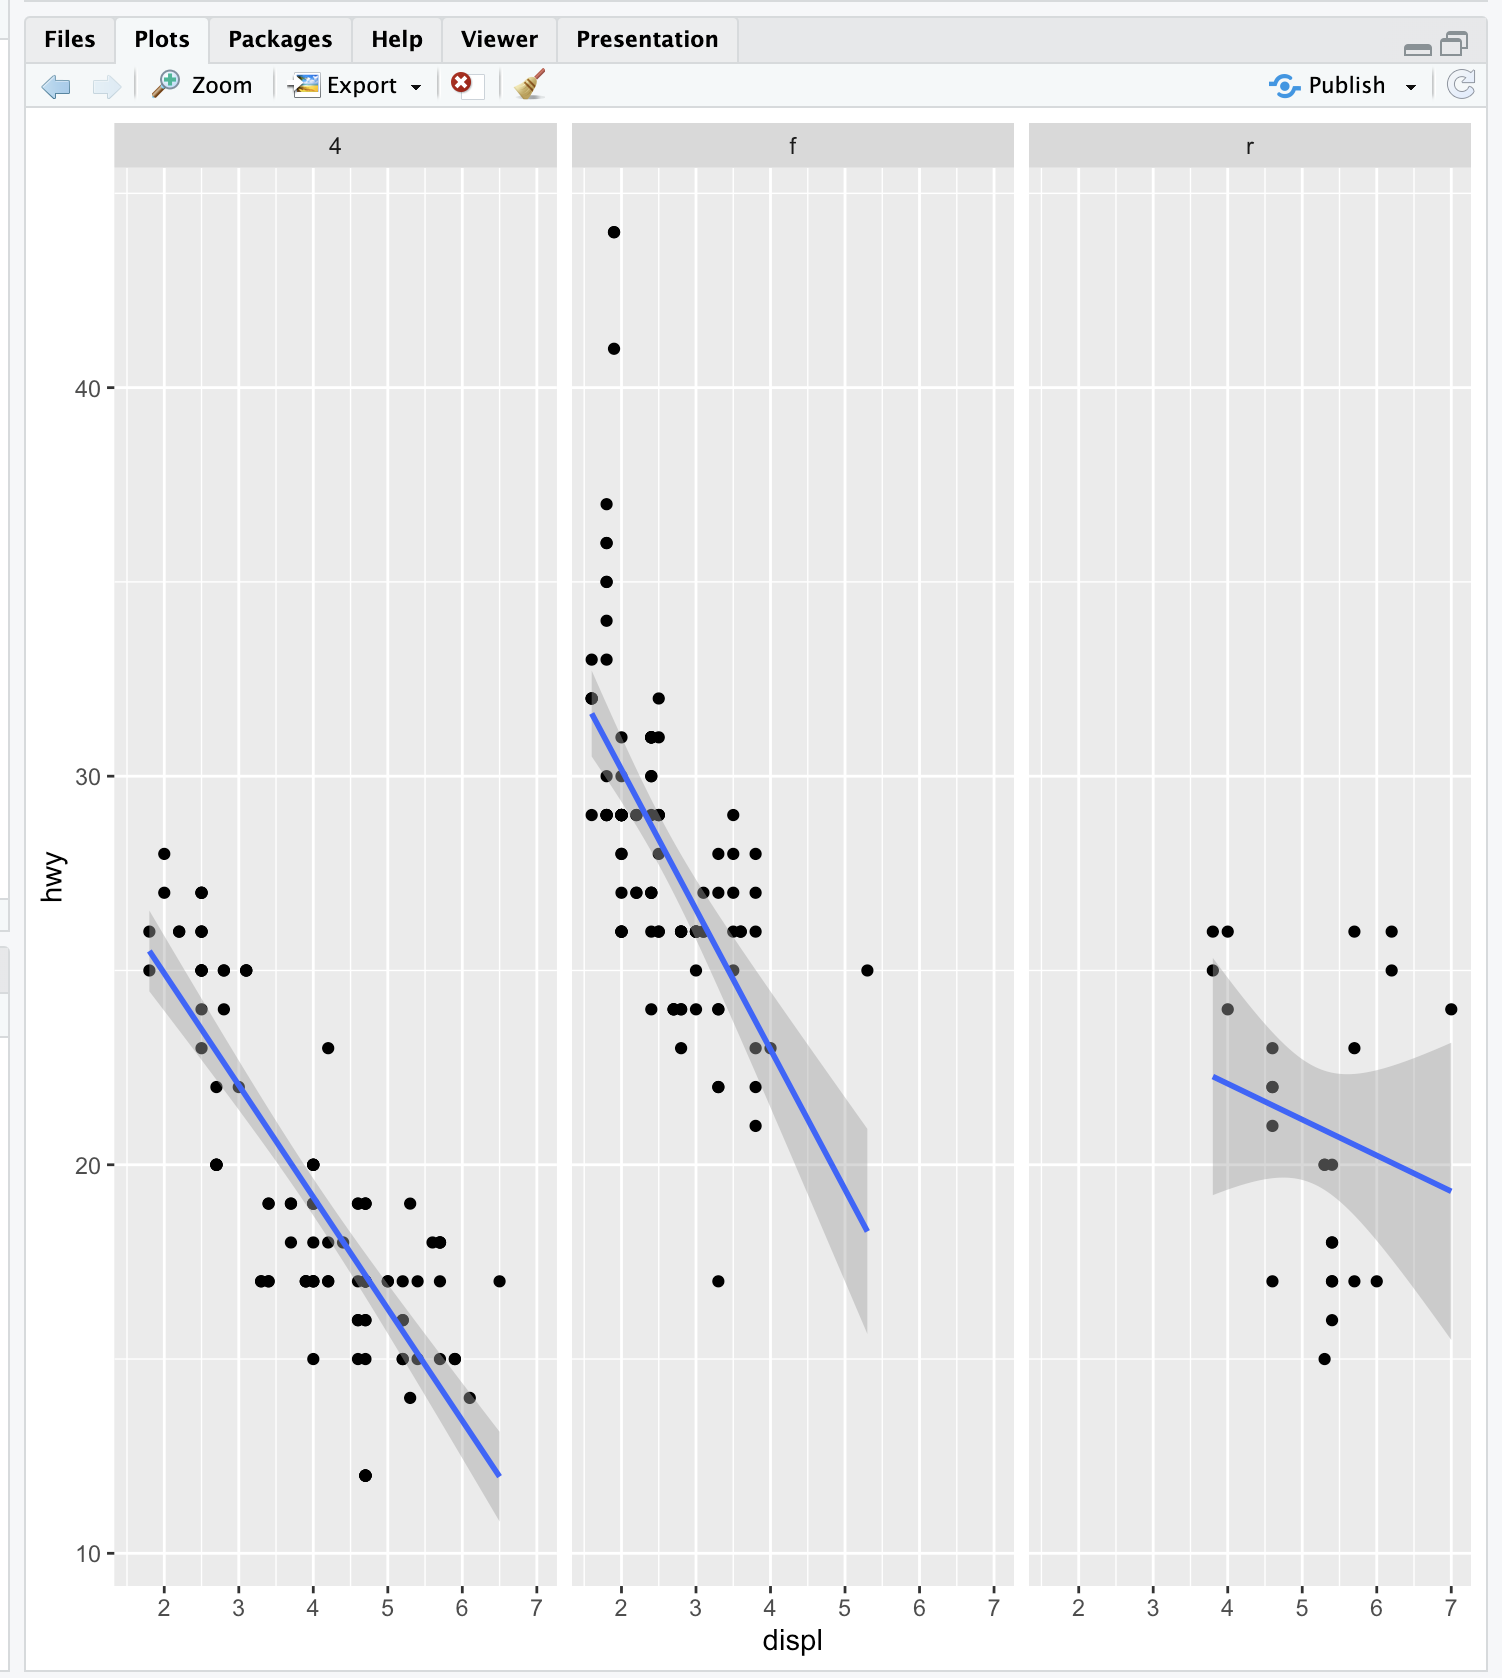 Files Plots Packages Help Viewer Presentation
Zoom Export Publish
4 f r
40
30
20
10
hwy
2 3 4 5 6 7 2 3 4 5 6 7 2 3 4 5 6 7
displ